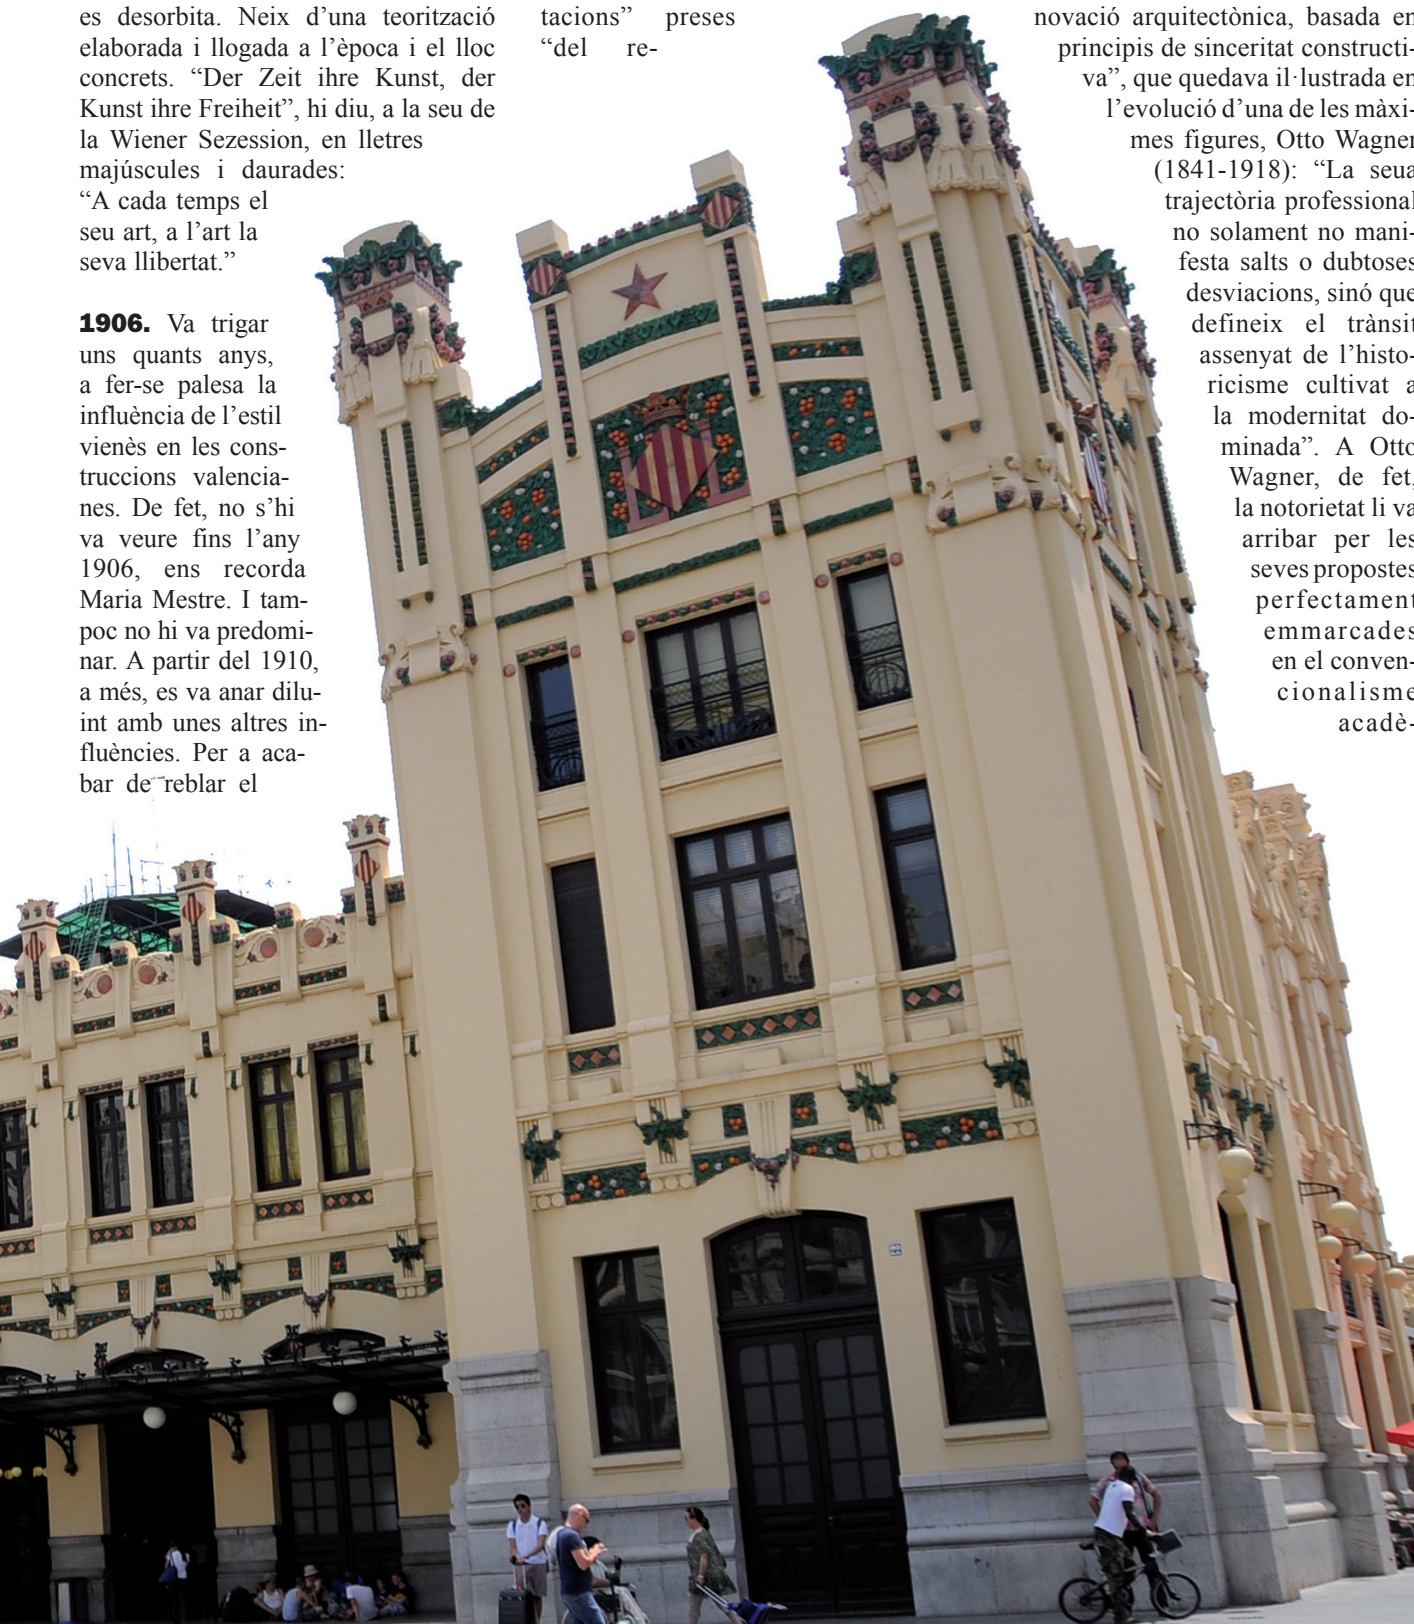 es desorbita. Neix d’una teorització
elaborada i llogada a l’època i el lloc
concrets. “Der Zeit ihre Kunst, der
Kunst ihre Freiheit”, hi diu, a la seu de
la Wiener Sezession, en lletres
majúscules i daurades:
“A cada temps el
seu art, a l’art la
seva llibertat.”
1906. Va trigar
uns quants anys,
a fer-se palesa la
influència de l’estil
vienès en les cons-
truccions valencia-
nes. De fet, no s’hi
va veure fins l’any
1906, ens recorda
Maria Mestre. I tam-
poc no hi va predomi-
nar. A partir del 1910,
a més, es va anar dilu-
int amb unes altres in-
fluències. Per a aca-
bar de reblar el
tacions” preses
“del re-
novació arquitectònica, basada en
principis de sinceritat constructi-
va”, que quedava il·lustrada en
l’evolució d’una de les màxi-
mes figures, Otto Wagner
(1841-1918): “La seua
trajectòria professional
no solament no mani-
festa salts o dubtoses
desviacions, sinó que
defineix el trànsit
assenyat de l’histo-
ricisme cultivat a
la modernitat do-
minada”. A Otto
Wagner, de fet,
la notorietat li va
arribar per les
seves propostes
perfectament
emmarcades
en el conven-
cionalisme
acadè-